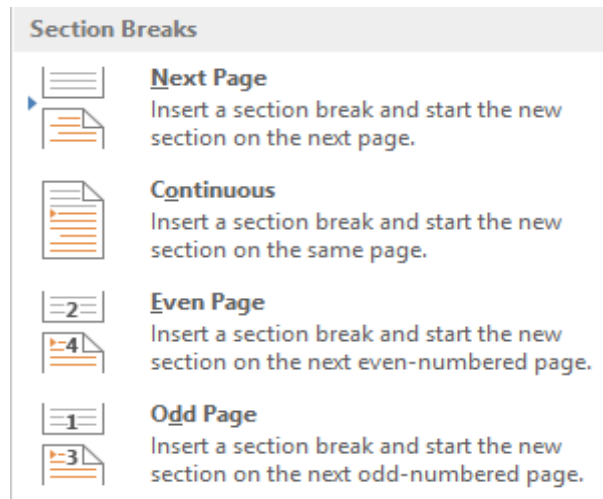 Section Breaks
Next Page
Insert a section break and start the new
section on the next page.
Continuous
Insert a section break and start the new
section on the same page.
2
Even Page
4
Insert a section break and start the new
section on the next even-numbered page.
1
Odd Page
3
Insert a section break and start the new
section on the next odd-numbered page.